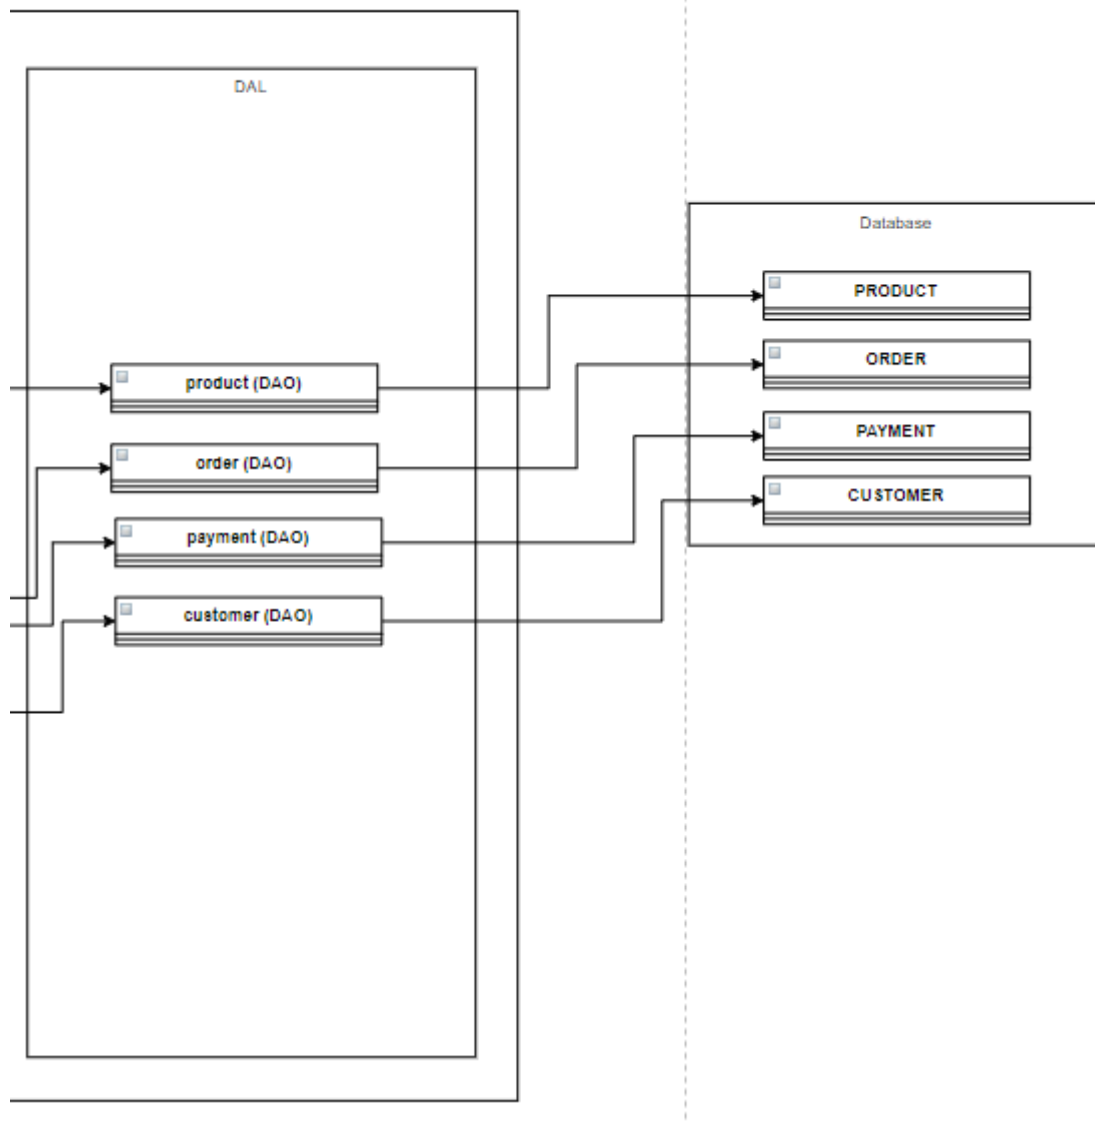 DAL
product (DAO)
order (DAO)
payment (DAO)
customer (DAO)
Database
PRODUCT
ORDER
PAYMENT
CUSTOMER